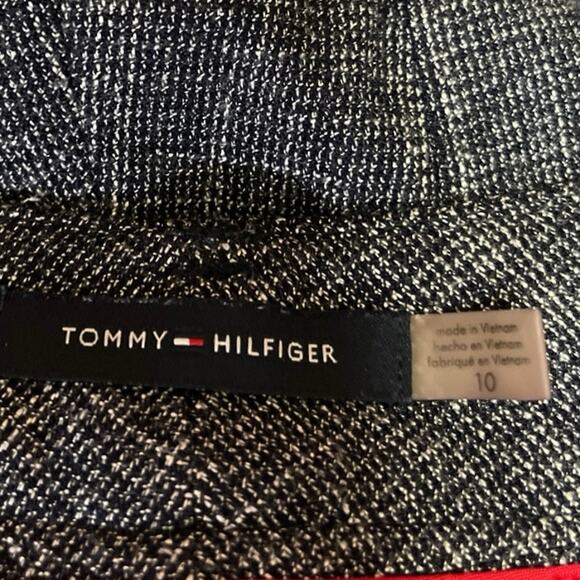 TOMMY HILFIGER
made in Vietnam
hecho en Vietnam
fabriqué en Vietnam
10